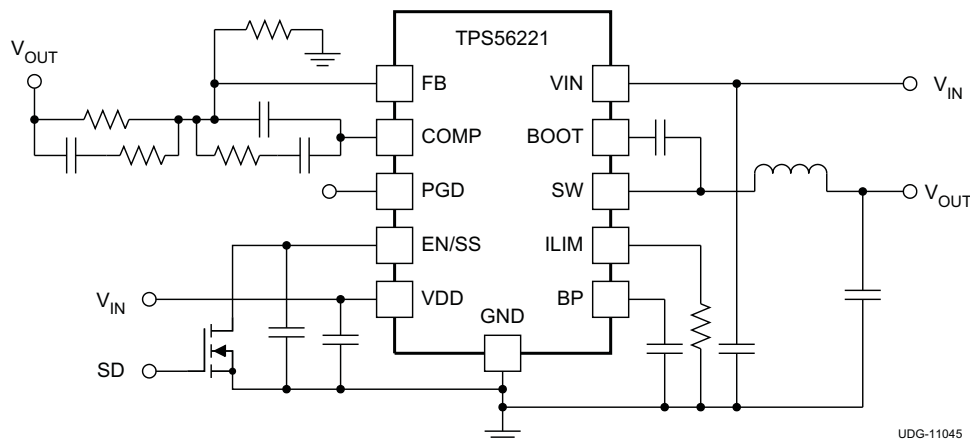 TPS56221
VOUT
FB
VIN
VIN
COMP
BOOT
PGD
SW
VOUT
EN/SS
ILIM
VIN
VDD
BP
GND
SD
UDG-11045